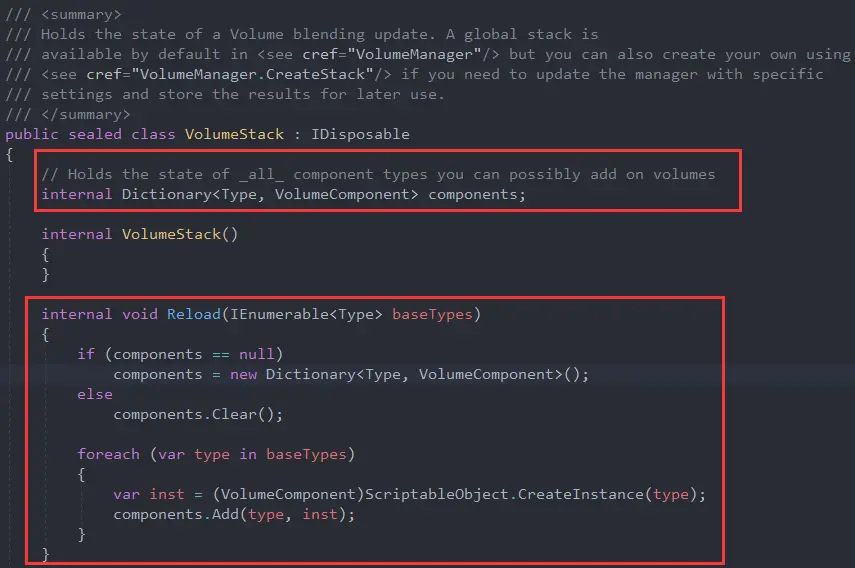 /// <summary>
/// Holds the state of a Volume blending update. A global stack is
/// available by default in <see cref="VolumeManager"/> but you can also create your own using
/// <see cref="VolumeManager.CreateStack"/> if you need to update the manager with specific
/// settings and store the results for later use.
/// </summary>
public sealed class VolumeStack : IDisposable
{
    // Holds the state of _all_ component types you can possibly add on volumes
    internal Dictionary<Type, VolumeComponent> components;
    internal VolumeStack()
    {
    }
    internal void Reload(IEnumerable<Type> baseTypes)
    {
        if (components == null)
            components = new Dictionary<Type, VolumeComponent>();
        else
            components.Clear();
        foreach (var type in baseTypes)
        {
            var inst = (VolumeComponent)ScriptableObject.CreateInstance(type);
            components.Add(type, inst);
        }
    }